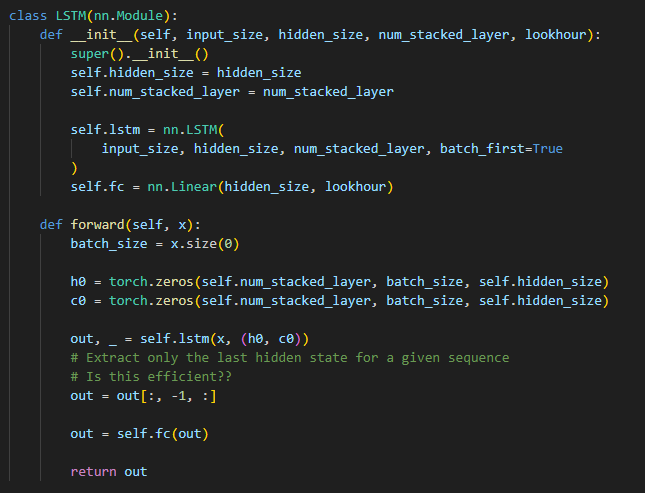 class LSTM(nn.Module):
    def __init__(self, input_size, hidden_size, num_stacked_layer, lookhour):
        super().__init__()
        self.hidden_size = hidden_size
        self.num_stacked_layer = num_stacked_layer

        self.lstm = nn.LSTM(
            input_size, hidden_size, num_stacked_layer, batch_first=True
        )
        self.fc = nn.Linear(hidden_size, lookhour)

    def forward(self, x):
        batch_size = x.size(0)

        h0 = torch.zeros(self.num_stacked_layer, batch_size, self.hidden_size)
        c0 = torch.zeros(self.num_stacked_layer, batch_size, self.hidden_size)

        out, _ = self.lstm(x, (h0, c0))
        # Extract only the last hidden state for a given sequence
        # Is this efficient??
        out = out[:, -1, :]

        out = self.fc(out)

        return out